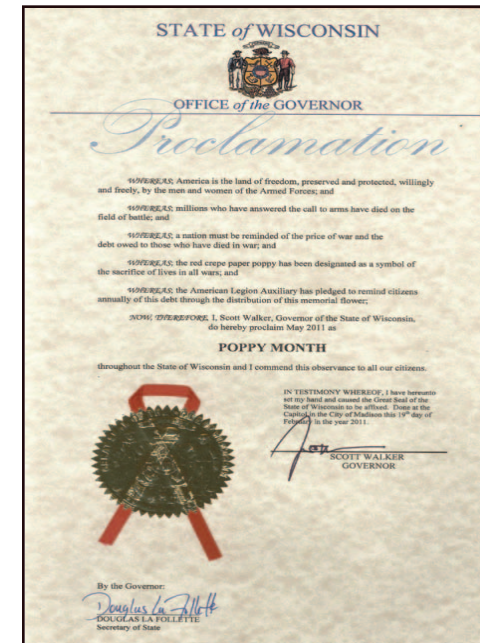 STATE of WISCONSIN
OFFICE of the GOVERNOR
Proclamation
WHEREAS, America is the land of freedom, preserved and protected, willingly
and freely, by the men and women of the Armed Forces; and
WHEREAS, millions who have answered the call to arms have died on the
field of battle; and
WHEREAS, a nation must be reminded of the price of war and the
debt owed to those who have died in war; and
WHEREAS, the red crepe paper poppy has been designated as a symbol of
the sacrifice of lives in all wars; and
WHEREAS, the American Legion Auxiliary has pledged to remind citizens
annually of this debt through the distribution of this memorial flower;
NOW, THEREFORE, I, Scott Walker, Governor of the State of Wisconsin,
do hereby proclaim May 2011 as
POPPY MONTH
throughout the State of Wisconsin and I commend this observance to all our citizens.
IN TESTIMONY WHEREOF, I have hereunto
set my hand and caused the Great Seal of the
State of Wisconsin to be affixed. Done at the
Capitol in the City of Madison this 19th day of
February in the year 2011.
SCOTT WALKER
GOVERNOR
By the Governor:
Douglas La Follette
DOUGLAS LA FOLLETTE
Secretary of State